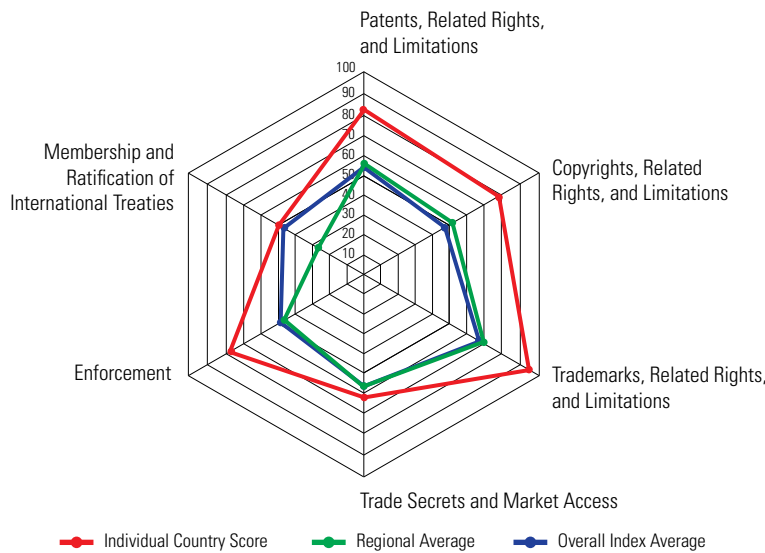 Patents, Related Rights,
and Limitations
100
90
80
70
60
50
40
30
20
10
Membership and
Ratification of
International Treaties
Copyrights, Related
Rights, and Limitations
Enforcement
Trademarks, Related Rights,
and Limitations
Trade Secrets and Market Access
Individual Country Score
Regional Average
Overall Index Average